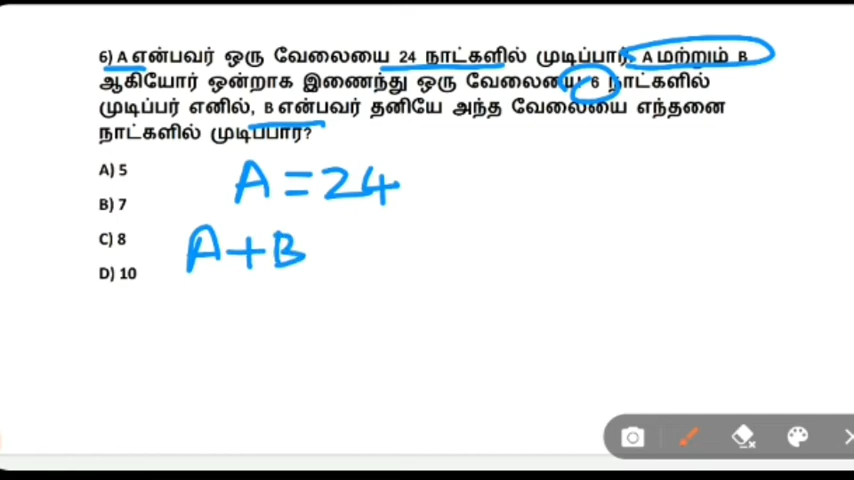 6) A என்பவர் ஒரு வேலையை 24 நாட்களில் முடிப்பார். A மற்றும் B
ஆகியோர் ஒன்றாக இணைந்து ஒரு வேலையை 6 நாட்களில்
முடிப்பர் எனில், B என்பவர் தனியே அந்த வேலையை எந்தனை
நாட்களில் முடிப்பார்?
A) 5
B) 7
C) 8
D) 10
A = 24
A + B